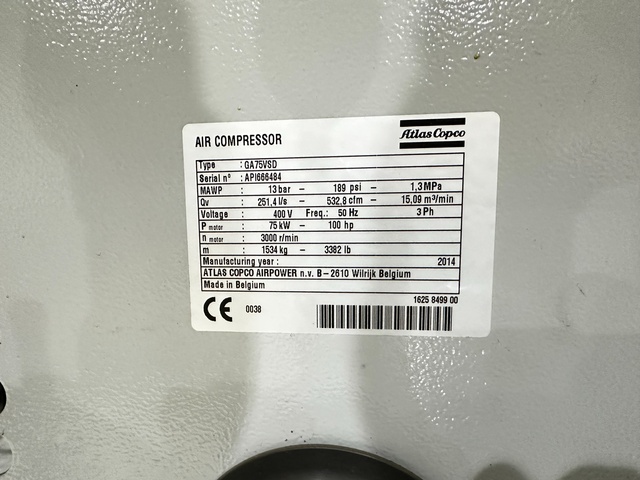 AIR COMPRESSOR
Atlas Copco
Type : GA75VSD
Serial n° : API666484
MAWP : 13 bar – 189 psi – 1,3 MPa
Qv : 251,4 l/s – 532,8 cfm – 15,09 m³/min
Voltage : 400 V Freq.: 50 Hz 3 Ph
P motor : 75 kW – 100 hp
n motor : 3000 r/min
m : 1534 kg – 3382 lb
Manufacturing year : 2014
ATLAS COPCO AIRPOWER n.v. B – 2610 Wilrijk Belgium
Made in Belgium
CE 0038
1625 8499 00